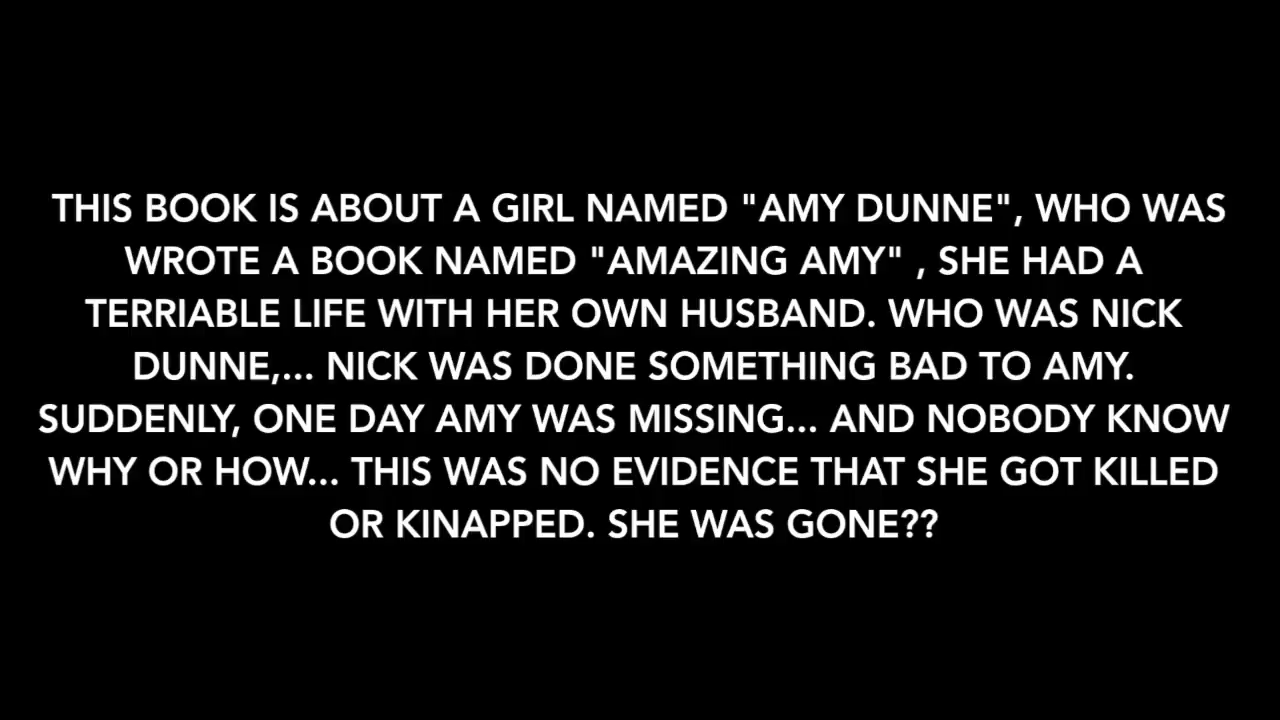 THIS BOOK IS ABOUT A GIRL NAMED "AMY DUNNE", WHO WAS
WROTE A BOOK NAMED "AMAZING AMY" , SHE HAD A
TERRIABLE LIFE WITH HER OWN HUSBAND. WHO WAS NICK
DUNNE,... NICK WAS DONE SOMETHING BAD TO AMY.
SUDDENLY, ONE DAY AMY WAS MISSING... AND NOBODY KNOW
WHY OR HOW... THIS WAS NO EVIDENCE THAT SHE GOT KILLED
OR KINAPPED. SHE WAS GONE??